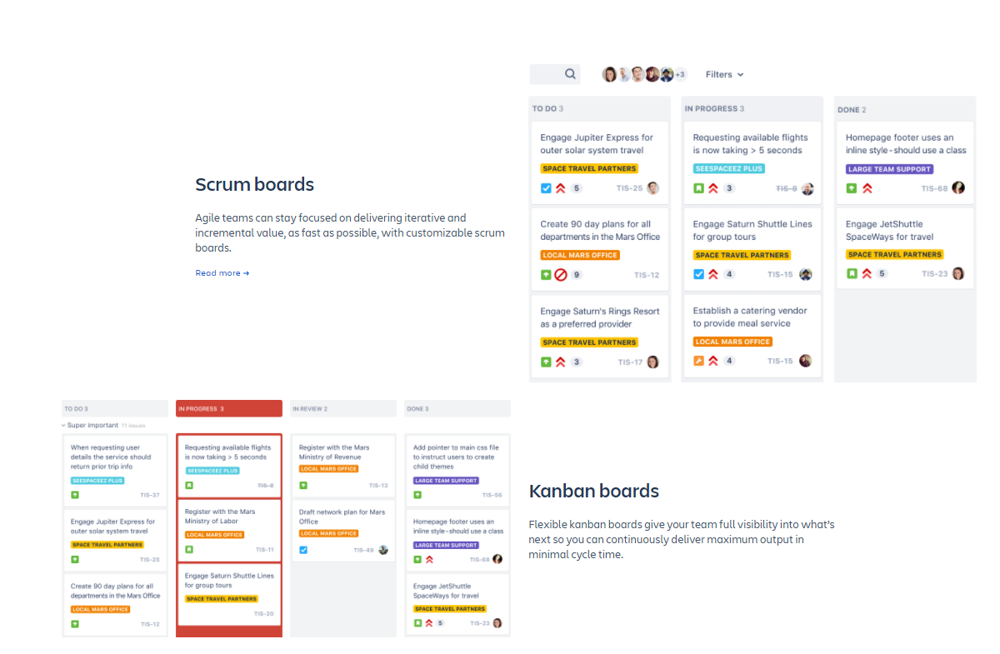 +3
Filters
TO DO 3
Engage Jupiter Express for
outer solar system travel
SPACE TRAVEL PARTNERS
5
TIS-25
Create 90 day plans for all
departments in the Mars Office
LOCAL MARS OFFICE
9
TIS-12
Engage Saturn's Rings Resort
as a preferred provider
SPACE TRAVEL PARTNERS
3
TIS-17
IN PROGRESS 3
Requesting available flights
is now taking > 5 seconds
SEESPACEEZ PLUS
3
TIS-8
Engage Saturn Shuttle Lines
for group tours
SPACE TRAVEL PARTNERS
4
TIS-15
Establish a catering vendor
to provide meal service
LOCAL MARS OFFICE
4
TIS-15
DONE 2
Homepage footer uses an
inline style-should use a class
LARGE TEAM SUPPORT
TIS-68
Engage JetShuttle
SpaceWays for travel
SPACE TRAVEL PARTNERS
5
TIS-23
Scrum boards
Agile teams can stay focused on delivering iterative and
incremental value, as fast as possible, with customizable scrum
boards.
Read more →
TO DO 3
Super important 11 issues
When requesting user
details the service should
return prior trip info
SEESPACEEZ PLUS
TIS-37
Engage Jupiter Express for
outer solar system travel
SPACE TRAVEL PARTNERS
TIS-25
Create 90 day plans for all
departments in the Mars Office
LOCAL MARS OFFICE
TIS-12
IN PROGRESS 3
Requesting available flights
is now taking > 5 seconds
SEESPACEEZ PLUS
TIS-8
Register with the Mars
Ministry of Labor
LOCAL MARS OFFICE
TIS-11
Engage Saturn Shuttle Lines
for group tours
SPACE TRAVEL PARTNERS
TIS-20
IN REVIEW 2
Register with the Mars
Ministry of Revenue
LOCAL MARS OFFICE
TIS-13
Draft network plan for Mars
Office
LOCAL MARS OFFICE
TIS-49
DONE 3
Add pointer to main css file
to instruct users to create
child themes
LARGE TEAM SUPPORT
TIS-56
Homepage footer uses an
inline style-should use a class
LARGE TEAM SUPPORT
TIS-68
Engage JetShuttle
SpaceWays for travel
SPACE TRAVEL PARTNERS
5
TIS-23
Kanban boards
Flexible kanban boards give your team full visibility into what's
next so you can continuously deliver maximum output in
minimal cycle time.